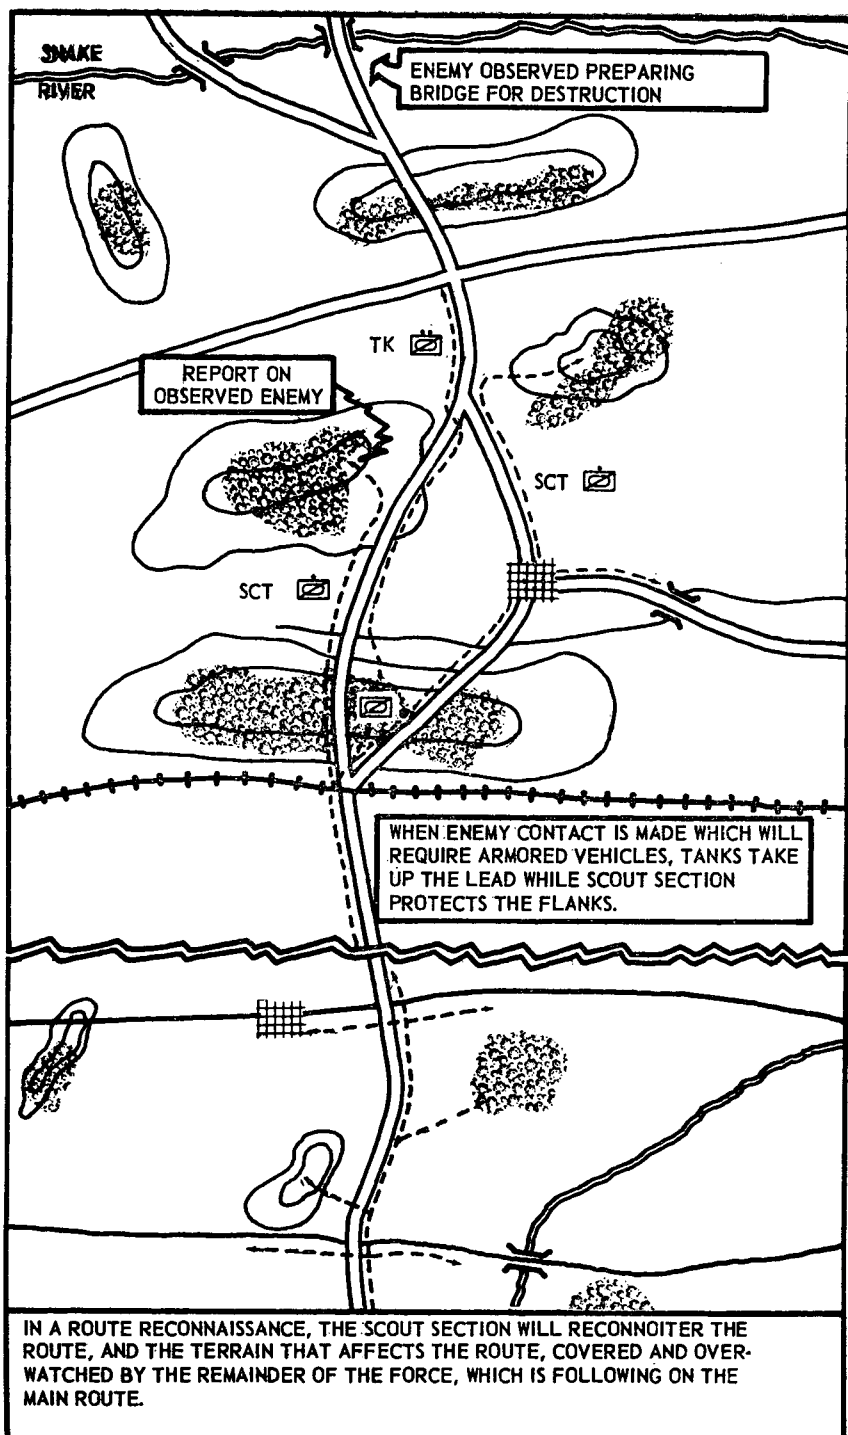 SNAKE
RIVER
ENEMY OBSERVED PREPARING
BRIDGE FOR DESTRUCTION
TK
REPORT ON
OBSERVED ENEMY
SCT
SCT
WHEN ENEMY CONTACT IS MADE WHICH WILL
REQUIRE ARMORED VEHICLES, TANKS TAKE
UP THE LEAD WHILE SCOUT SECTION
PROTECTS THE FLANKS.
IN A ROUTE RECONNAISSANCE, THE SCOUT SECTION WILL RECONNOITER THE
ROUTE, AND THE TERRAIN THAT AFFECTS THE ROUTE, COVERED AND OVER-
WATCHED BY THE REMAINDER OF THE FORCE, WHICH IS FOLLOWING ON THE
MAIN ROUTE.